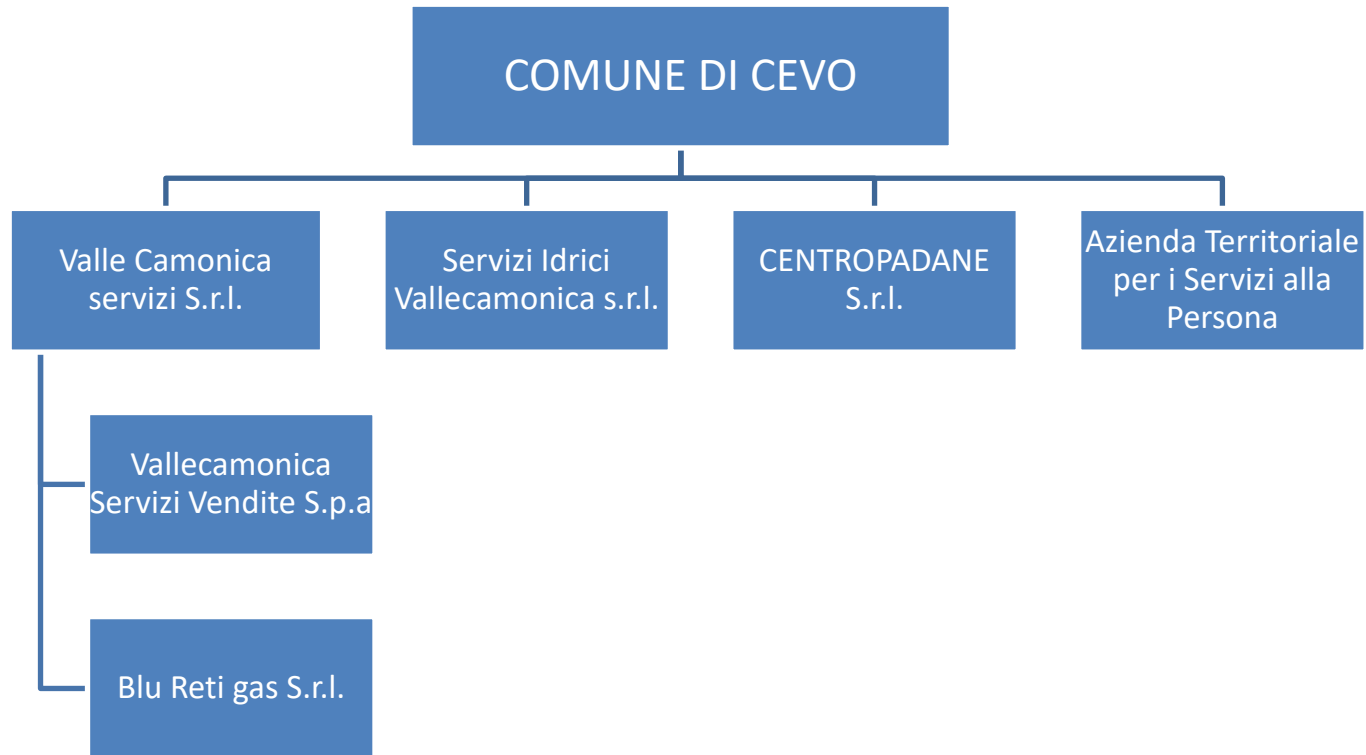 COMUNE DI CEVO
Valle Camonica
servizi S.r.l.
Servizi Idrici
Vallecamonica s.r.l.
CENTROPADANE
S.r.l.
Azienda Territoriale
per i Servizi alla
Persona
Vallecamonica
Servizi Vendite S.p.a
Blu Reti gas S.r.l.